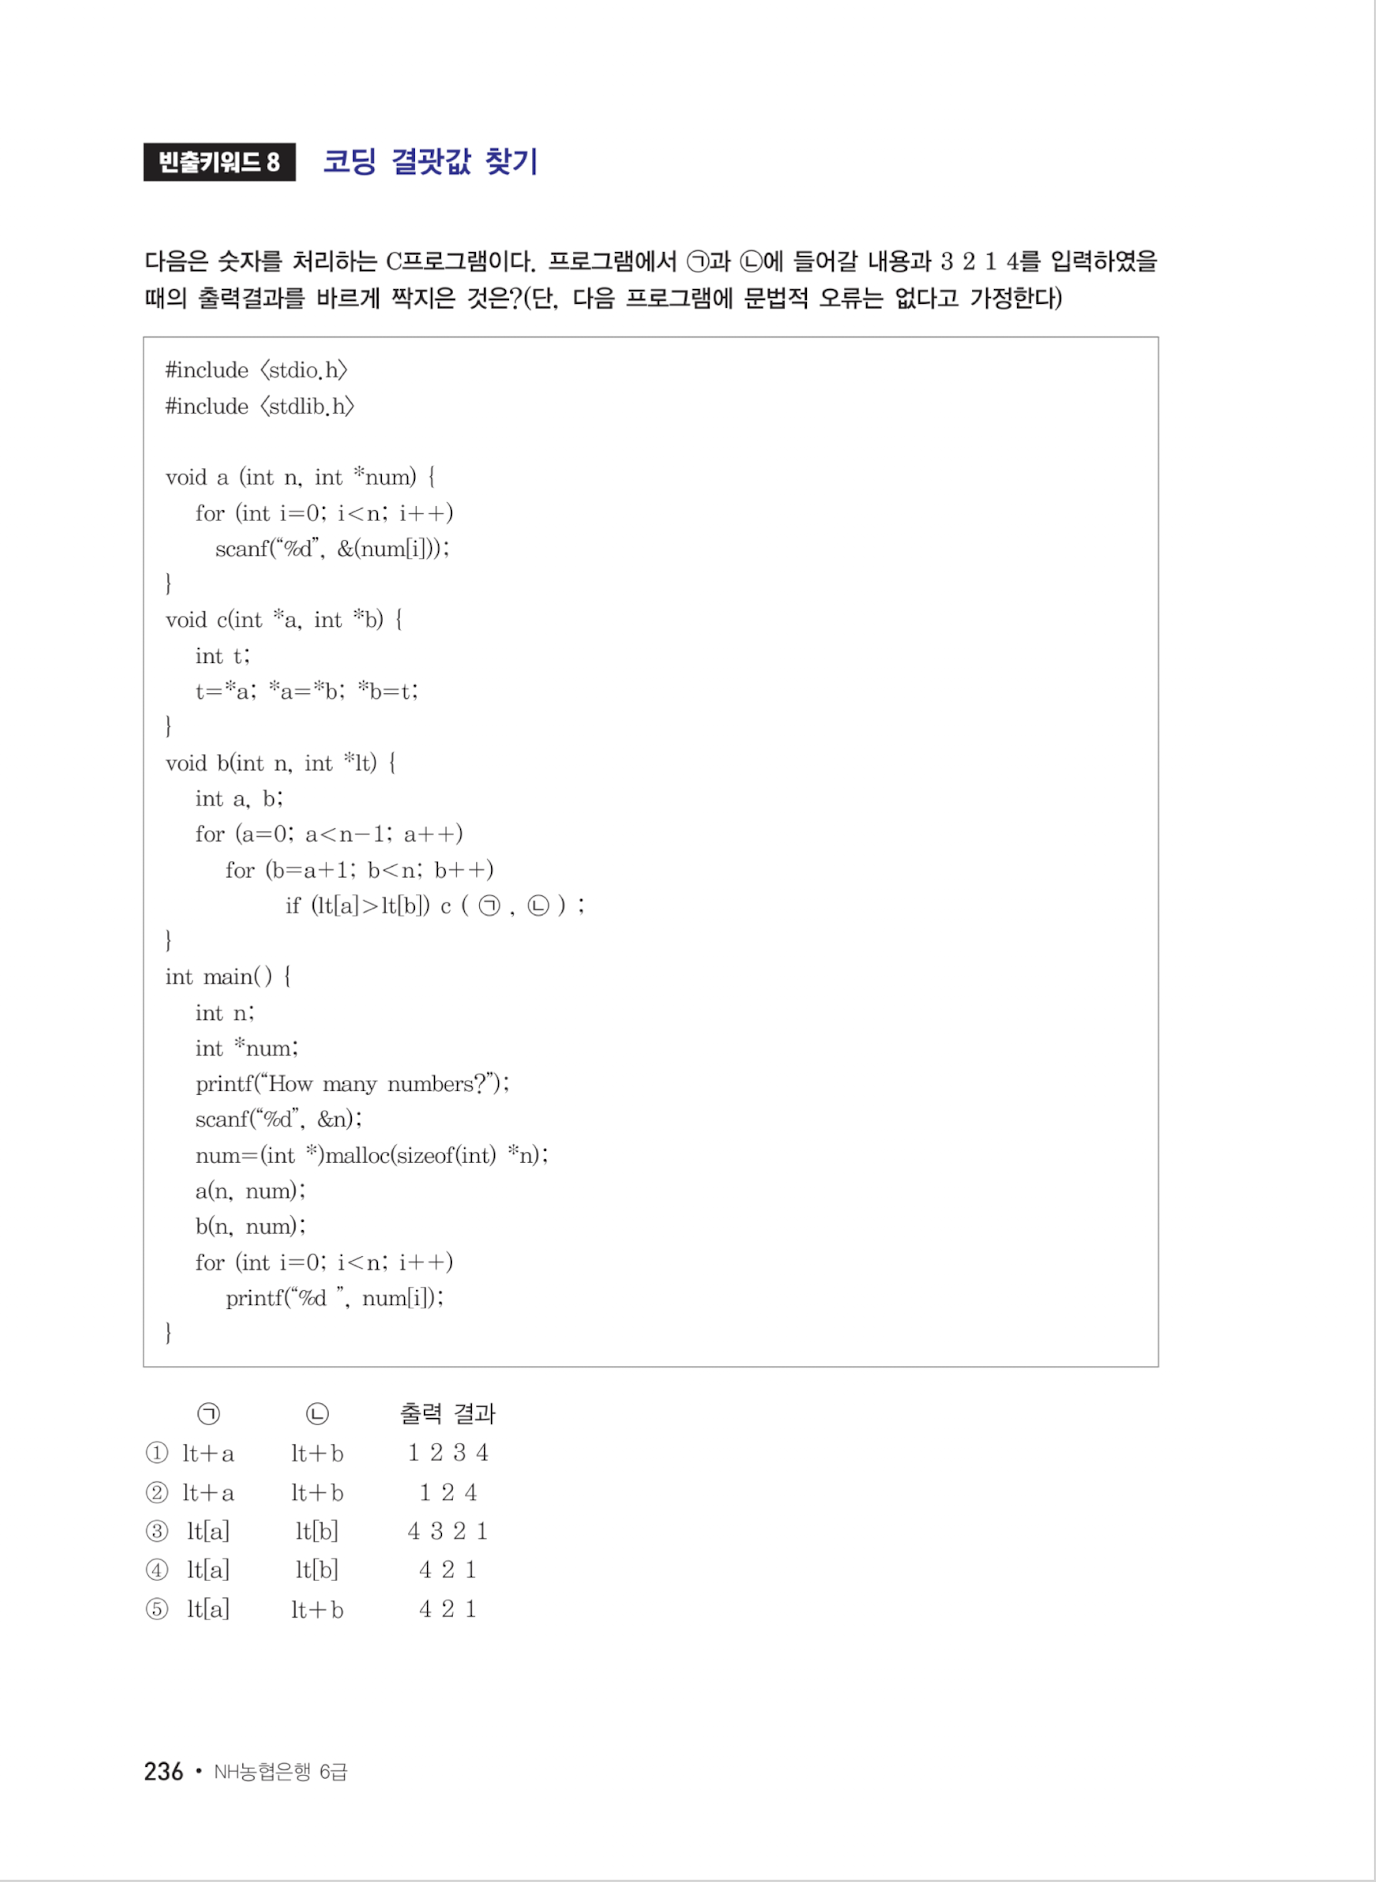 빈출키워드 8 코딩 결괏값 찾기
다음은 숫자를 처리하는 C프로그램이다. 프로그램에서 ㉠과 ㉡에 들어갈 내용과 3 2 1 4를 입력하였을
때의 출력결과를 바르게 짝지은 것은?(단, 다음 프로그램에 문법적 오류는 없다고 가정한다)
#include 〈stdio.h〉
#include 〈stdlib.h〉
void a (int n, int *num) {
for (int i=0; i<n; i++)
scanf(“%d”, &(num[i]));
}
void c(int *a, int *b) {
int t;
t=*a; *a=*b; *b=t;
}
void b(int n, int *lt) {
int a, b;
for (a=0; a<n-1; a++)
for (b=a+1; b<n; b++)
if (lt[a]>lt[b]) c ( ㉠ , ㉡ ) ;
}
int main() {
int n;
int *num;
printf(“How many numbers?”);
scanf(“%d”, &n);
num=(int *)malloc(sizeof(int) *n);
a(n, num);
b(n, num);
for (int i=0; i<n; i++)
printf(“%d ”, num[i]);
}
㉠ ㉡ 출력 결과
① lt+a lt+b 1 2 3 4
② lt+a lt+b 1 2 4
③ lt[a] lt[b] 4 3 2 1
④ lt[a] lt[b] 4 2 1
⑤ lt[a] lt+b 4 2 1
236 • NH농협은행 6급